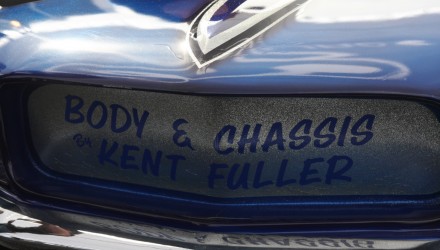 BODY & CHASSIS
BY KENT FULLER